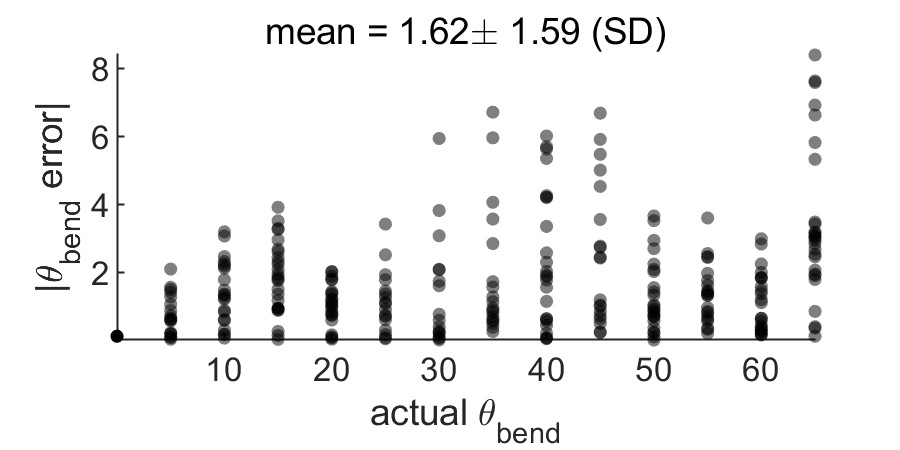 mean = 1.62± 1.59 (SD)
|θbend error|
8
6
4
2
10 20 30 40 50 60
actual θbend